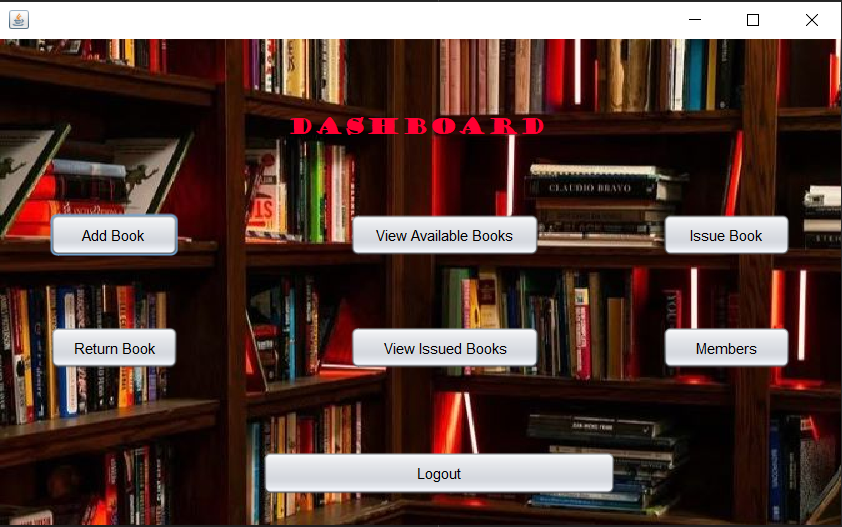 DASHBOARD
CLAUDIO BRAVO
Add Book
View Available Books
Issue Book
Return Book
View Issued Books
Members
Logout